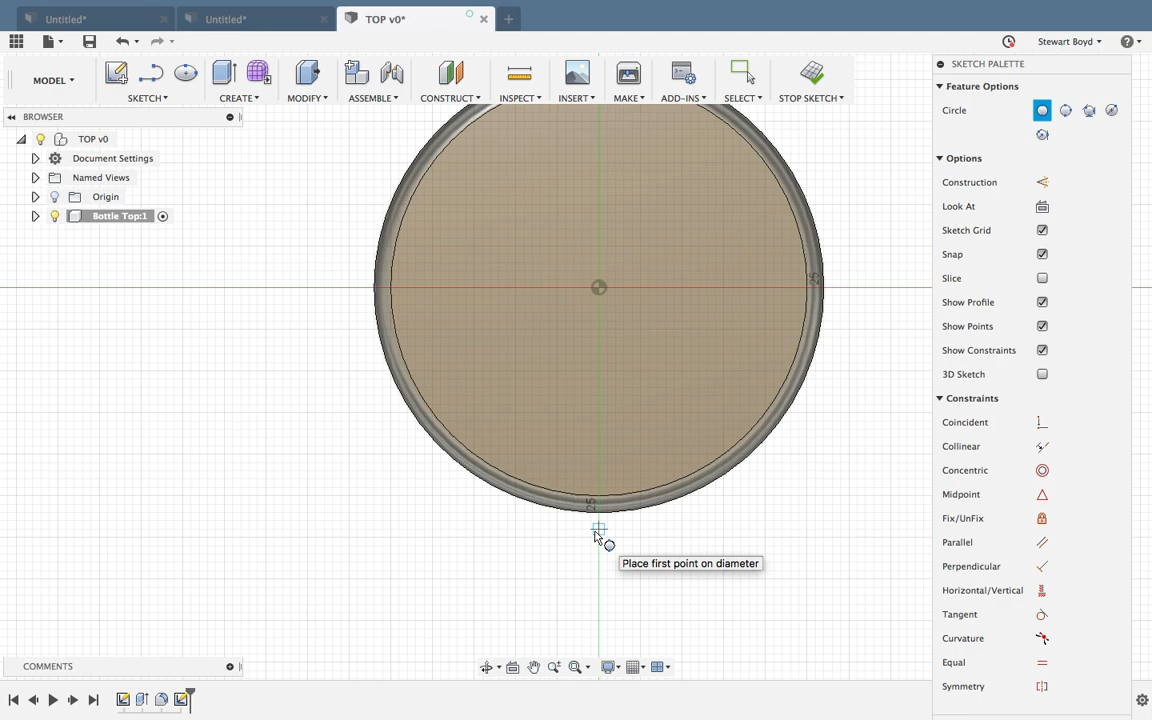 Untitled*
Untitled*
TOP v0*
Stewart Boyd
MODEL
SKETCH
CREATE
MODIFY
ASSEMBLE
CONSTRUCT
INSPECT
INSERT
MAKE
ADD-INS
SELECT
STOP SKETCH
BROWSER
TOP v0
Document Settings
Named Views
Origin
Bottle Top:1
25
25
Place first point on diameter
SKETCH PALETTE
Feature Options
Circle
Options
Construction
Look At
Sketch Grid
Snap
Slice
Show Profile
Show Points
Show Constraints
3D Sketch
Constraints
Coincident
Collinear
Concentric
Midpoint
Fix/UnFix
Parallel
Perpendicular
Horizontal/Vertical
Tangent
Curvature
Equal
Symmetry
COMMENTS